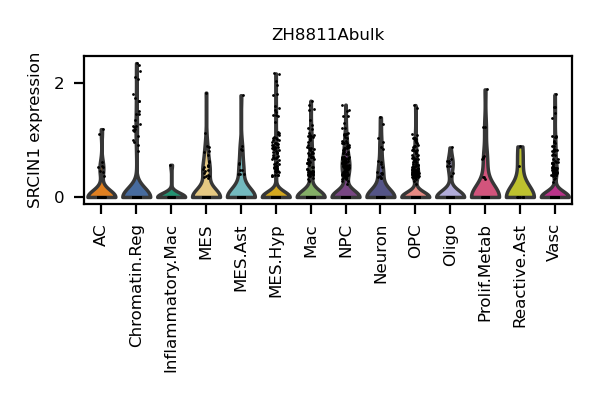 ZH8811Abulk
SRCIN1 expression
2
0
AC
Chromatin.Reg
Inflammatory.Mac
MES
MES.Ast
MES.Hyp
Mac
NPC
Neuron
OPC
Oligo
Prolif.Metab
Reactive.Ast
Vasc